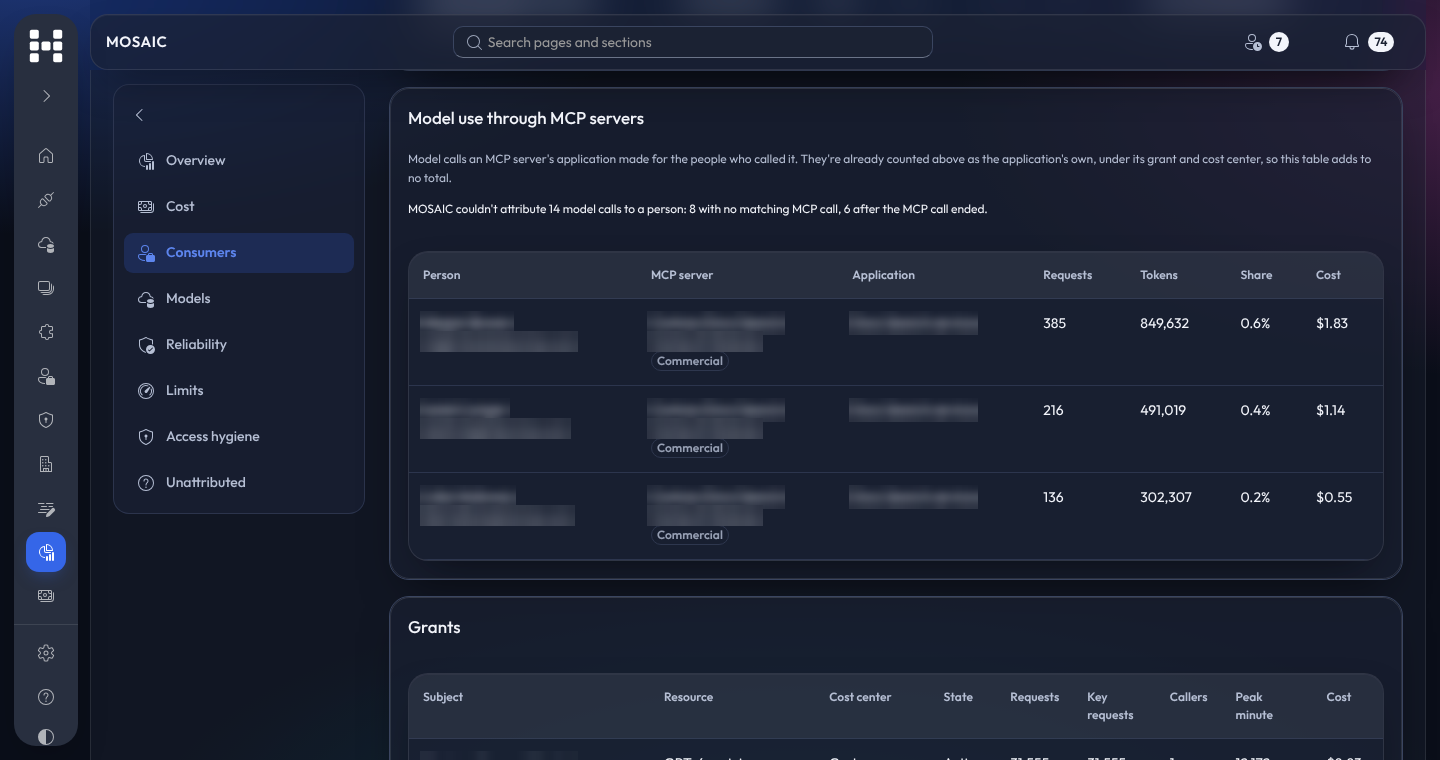 MOSAIC
Search pages and sections
7
74
Overview
Cost
Consumers
Models
Reliability
Limits
Access hygiene
Unattributed
Model use through MCP servers
Model calls an MCP server's application made for the people who called it. They're already counted above as the application's own, under its grant and cost center, so this table adds to
no total.
MOSAIC couldn't attribute 14 model calls to a person: 8 with no matching MCP call, 6 after the MCP call ended.
Person MCP server Application Requests Tokens Share Cost
385 849,632 0.6% $1.83
Commercial
216 491,019 0.4% $1.14
Commercial
136 302,307 0.2% $0.55
Commercial
Grants
Subject Resource Cost center State Requests Key requests Callers Peak minute Cost